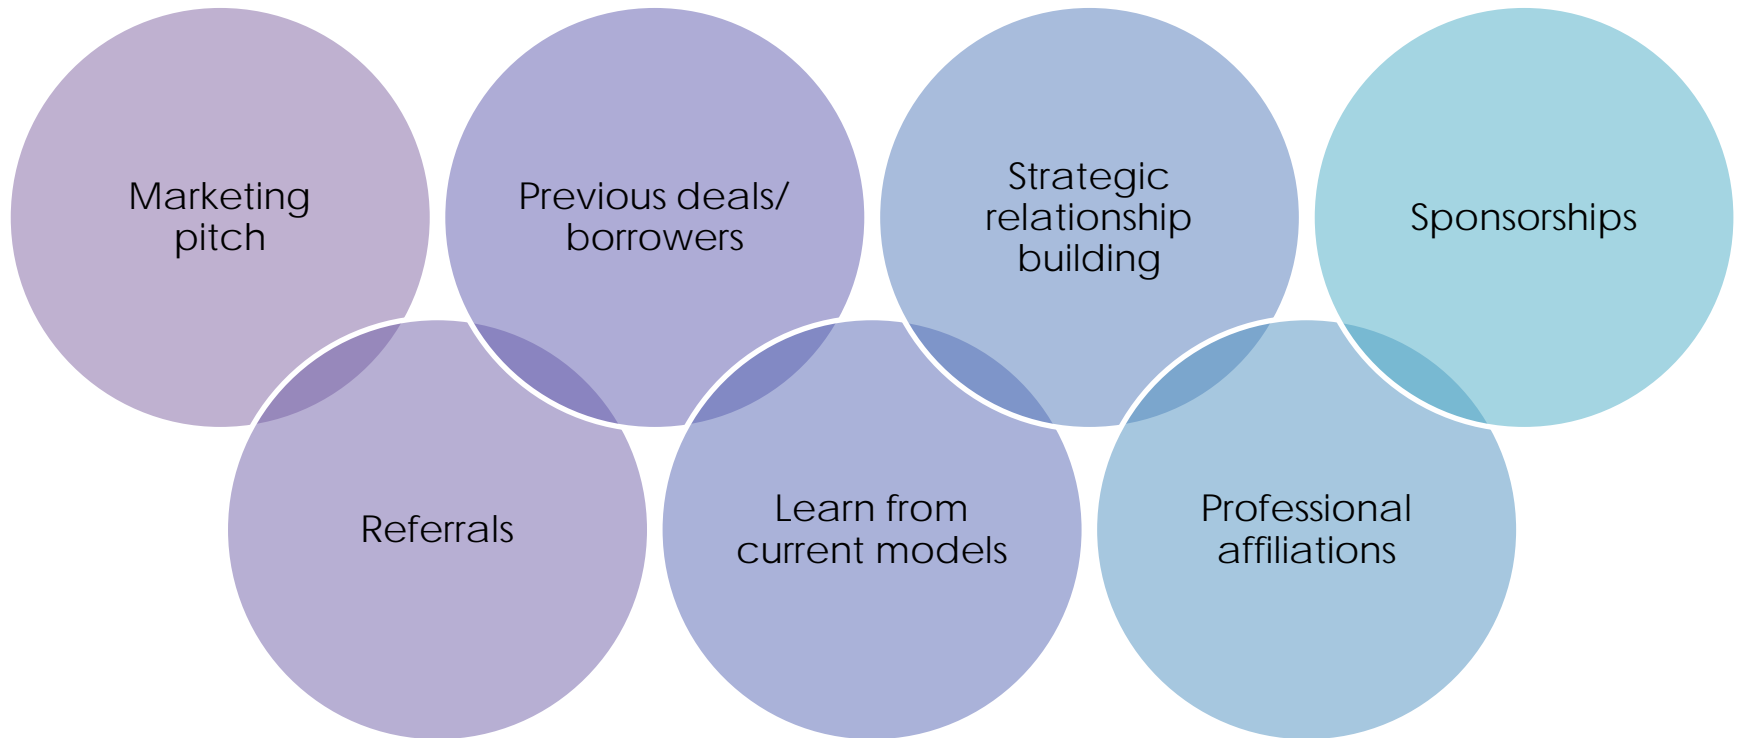 Marketing
pitch
Previous deals/
borrowers
Strategic
relationship
building
Sponsorships
Referrals
Learn from
current models
Professional
affiliations